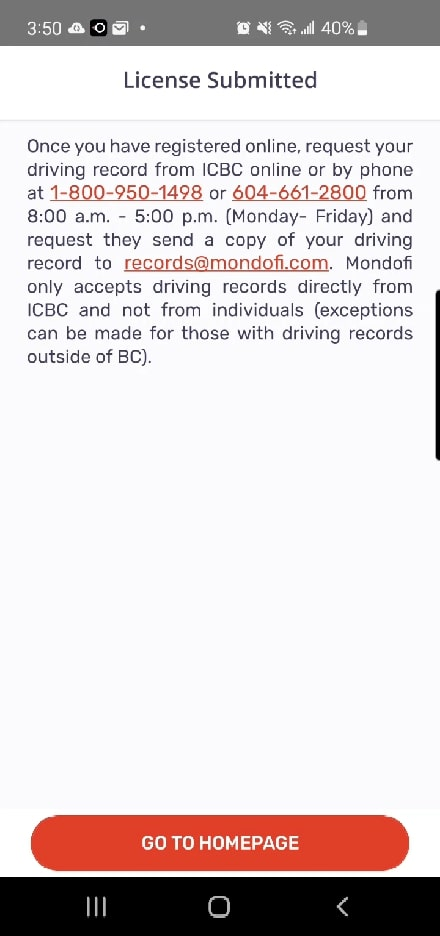 3:50
40%
License Submitted
Once you have registered online, request your
driving record from ICBC online or by phone
at 1-800-950-1498 or 604-661-2800 from
8:00 a.m. - 5:00 p.m. (Monday- Friday) and
request they send a copy of your driving
record to records@mondofi.com. Mondofi
only accepts driving records directly from
ICBC and not from individuals (exceptions
can be made for those with driving records
outside of BC).
GO TO HOMEPAGE